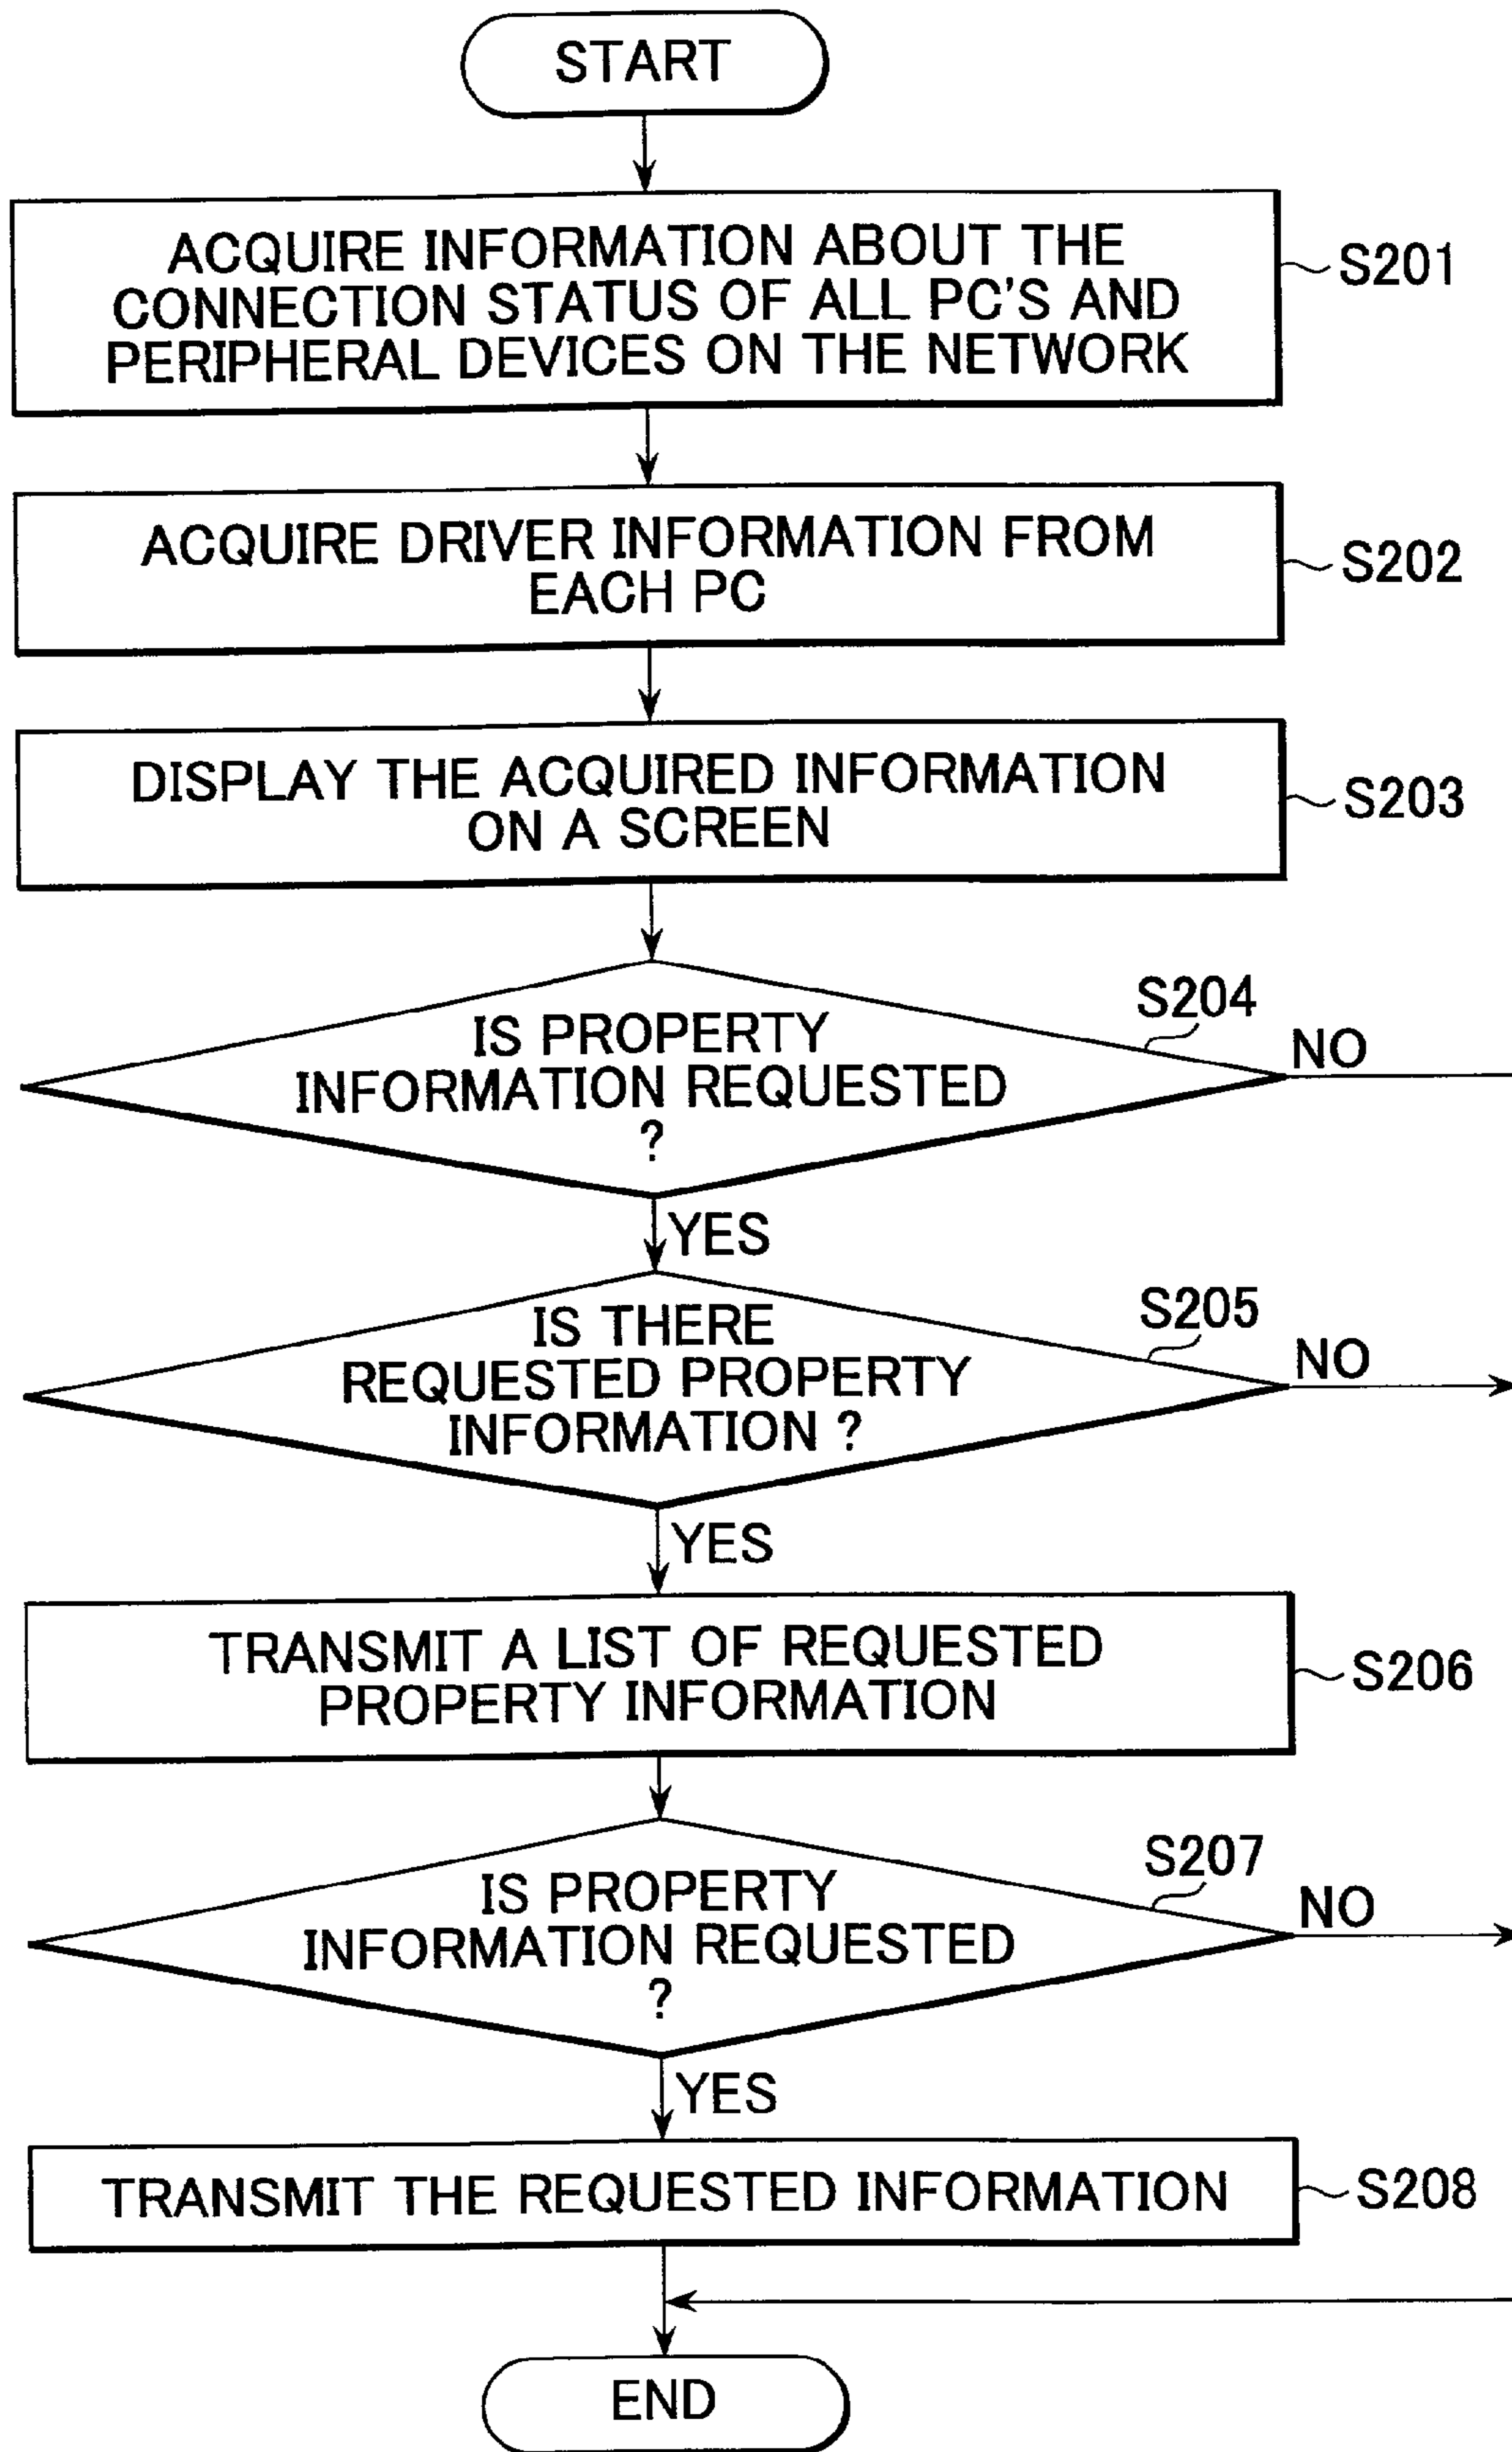 START
ACQUIRE INFORMATION ABOUT THE
CONNECTION STATUS OF ALL PC'S AND
PERIPHERAL DEVICES ON THE NETWORK
S201
ACQUIRE DRIVER INFORMATION FROM
EACH PC
S202
DISPLAY THE ACQUIRED INFORMATION
ON A SCREEN
S203
IS PROPERTY
INFORMATION REQUESTED
?
S204
NO
YES
IS THERE
REQUESTED PROPERTY
INFORMATION ?
S205
NO
YES
TRANSMIT A LIST OF REQUESTED
PROPERTY INFORMATION
S206
IS PROPERTY
INFORMATION REQUESTED
?
S207
NO
YES
TRANSMIT THE REQUESTED INFORMATION
S208
END